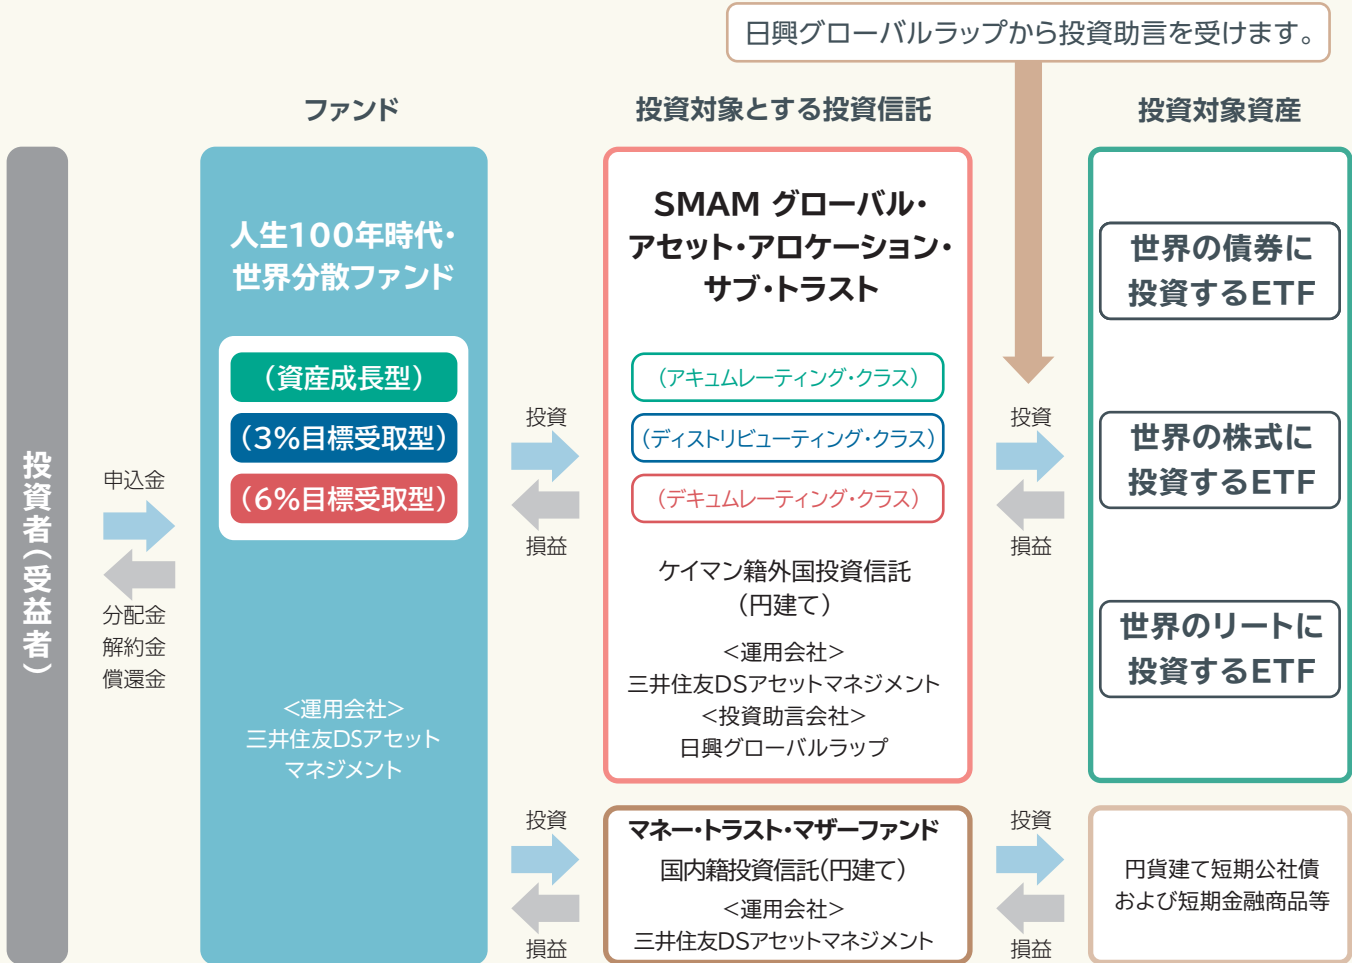 日興グローバルラップから投資助言を受けます。
ファンド
投資対象とする投資信託
投資対象資産
投資者(受益者)
申込金
分配金
解約金
償還金
人生100年時代・
世界分散ファンド
(資産成長型)
(3%目標受取型)
(6%目標受取型)
<運用会社>
三井住友DSアセット
マネジメント
投資
損益
SMAM グローバル・
アセット・アロケーション・
サブ・トラスト
(アキュムレーティング・クラス)
(ディストリビューティング・クラス)
(デキュムレーティング・クラス)
ケイマン籍外国投資信託
(円建て)
<運用会社>
三井住友DSアセットマネジメント
<投資助言会社>
日興グローバルラップ
投資
損益
世界の債券に
投資するETF
世界の株式に
投資するETF
世界のリートに
投資するETF
投資
損益
マネー・トラスト・マザーファンド
国内籍投資信託(円建て)
<運用会社>
三井住友DSアセットマネジメント
投資
損益
円貨建て短期公社債
および短期金融商品等